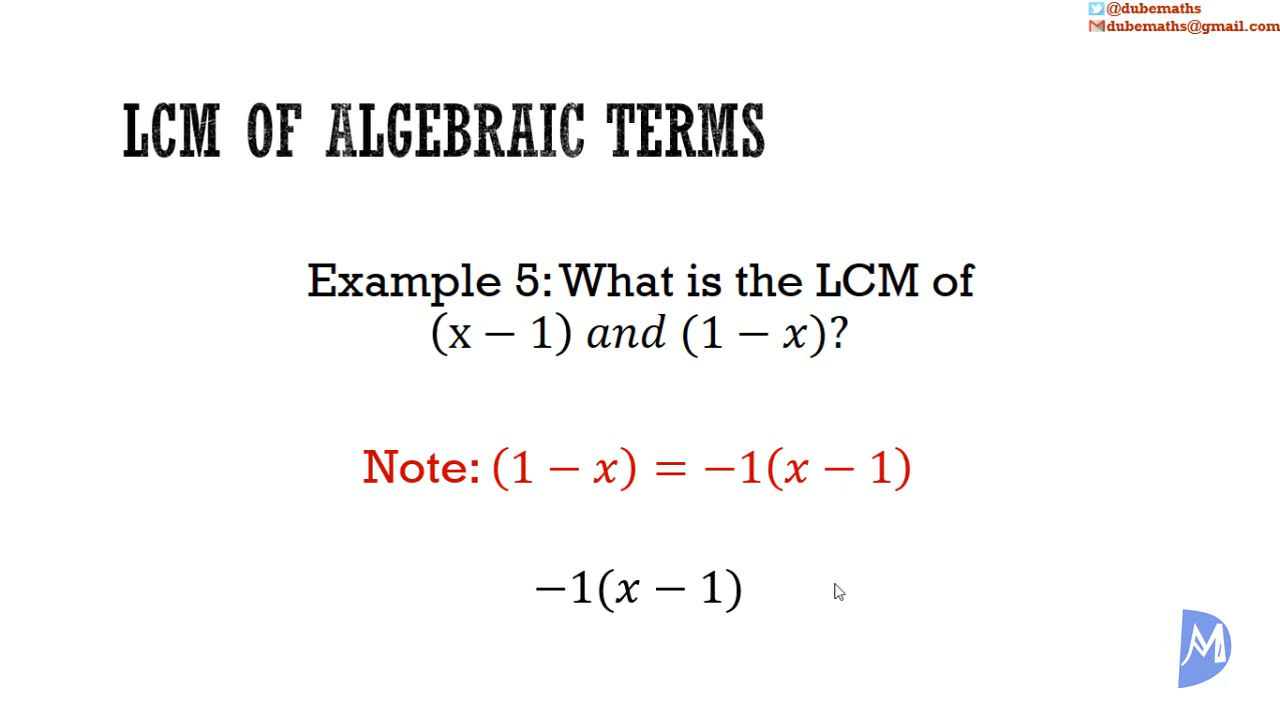 @dubemaths
dubemaths@gmail.com
LCM OF ALGEBRAIC TERMS
Example 5: What is the LCM of
(x − 1) and (1 − x)?
Note: (1 − x) = −1(x − 1)
−1(x − 1)
M